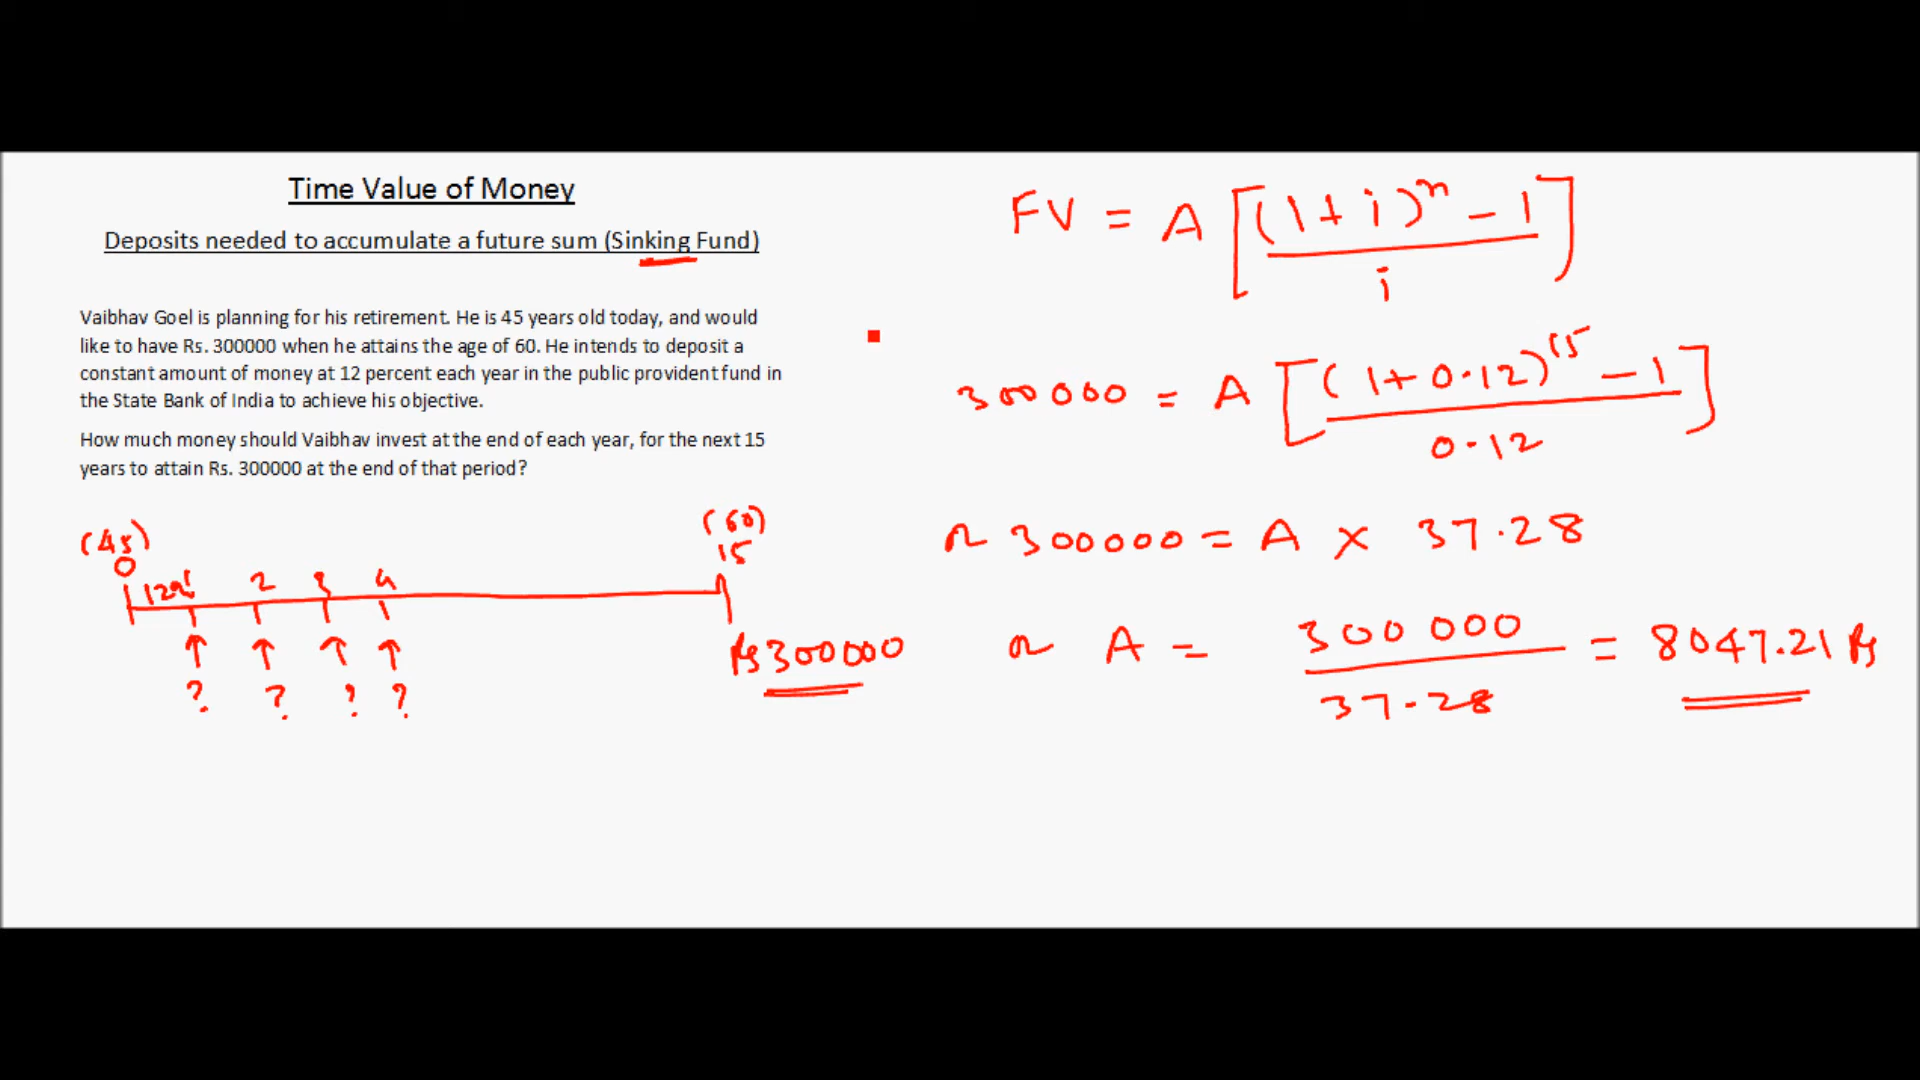 Time Value of Money
Deposits needed to accumulate a future sum (Sinking Fund)
Vaibhav Goel is planning for his retirement. He is 45 years old today, and would
like to have Rs. 300000 when he attains the age of 60. He intends to deposit a
constant amount of money at 12 percent each year in the public provident fund in
the State Bank of India to achieve his objective.
How much money should Vaibhav invest at the end of each year, for the next 15
years to attain Rs. 300000 at the end of that period?
(45) (60)
0 2 3 4 15
Rs 300000
? ? ? ?
FV = A [(1+i)^n - 1]
i
300000 = A [(1+0.12)^15 - 1]
0.12
300000 = A x 37.28
A = 300000 = 8047.21 Rs
37.28